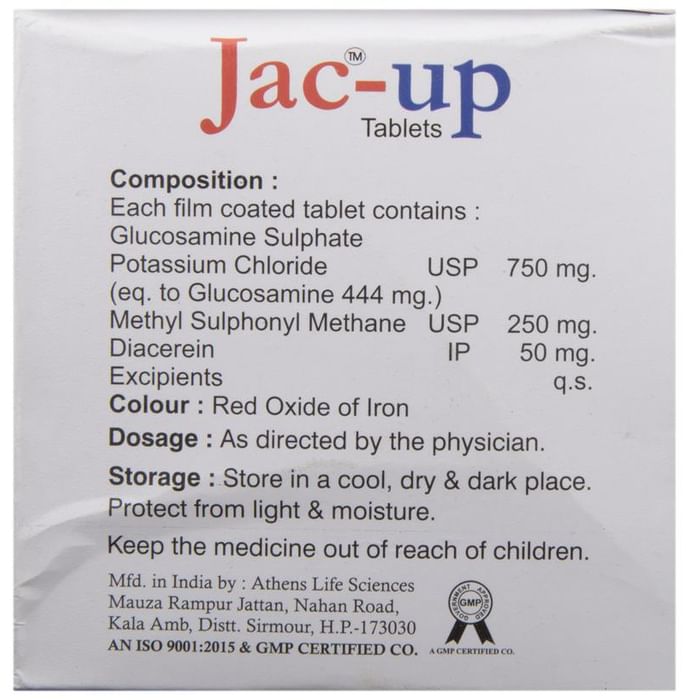 Jac-up
TM
Tablets
Composition :
Each film coated tablet contains :
Glucosamine Sulphate
Potassium Chloride USP 750 mg.
(eq. to Glucosamine 444 mg.)
Methyl Sulphonyl Methane USP 250 mg.
Diacerein IP 50 mg.
Excipients q.s.
Colour : Red Oxide of Iron
Dosage : As directed by the physician.
Storage : Store in a cool, dry & dark place.
Protect from light & moisture.
Keep the medicine out of reach of children.
Mfd. in India by : Athens Life Sciences
Mauza Rampur Jattan, Nahan Road,
Kala Amb, Distt. Sirmour, H.P.-173030
AN ISO 9001:2015 & GMP CERTIFIED CO.
GOVERNMENT APPROVED
GMP
A GMP CERTIFIED CO.